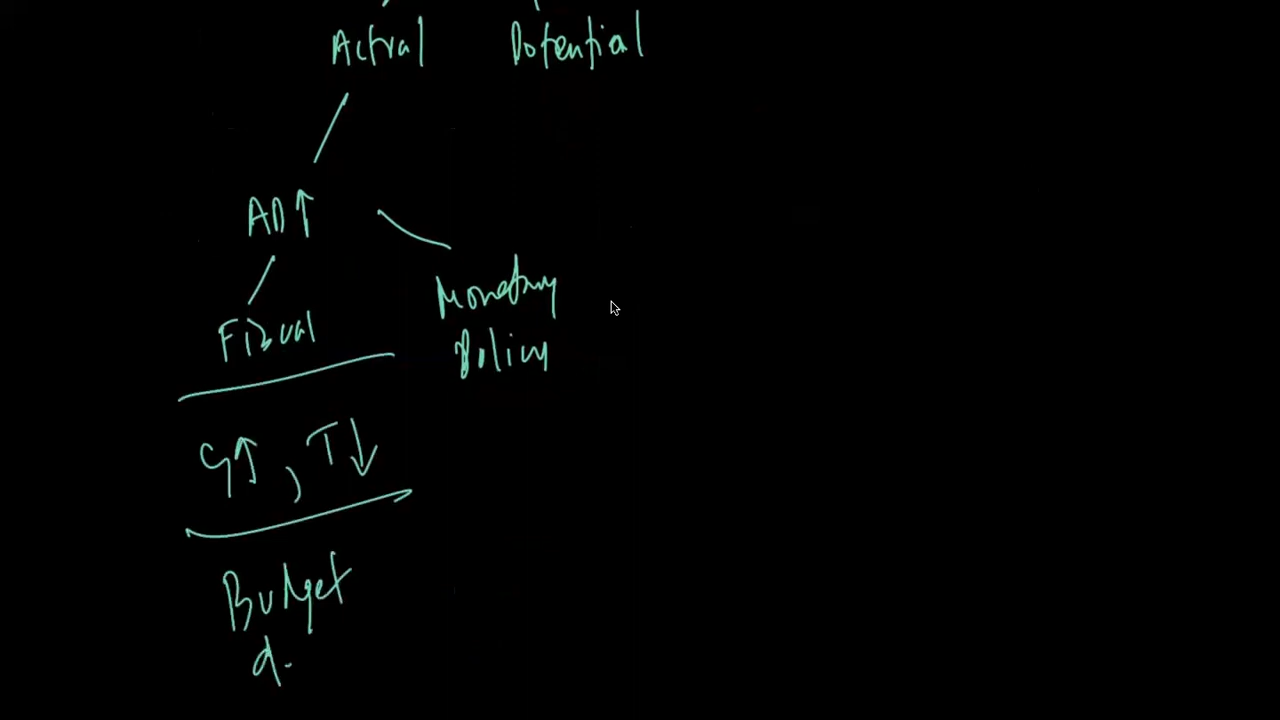 Actual Potential
AD↑
Monetary
Fiscal
Policy
G↑, T↓
Budget
d.